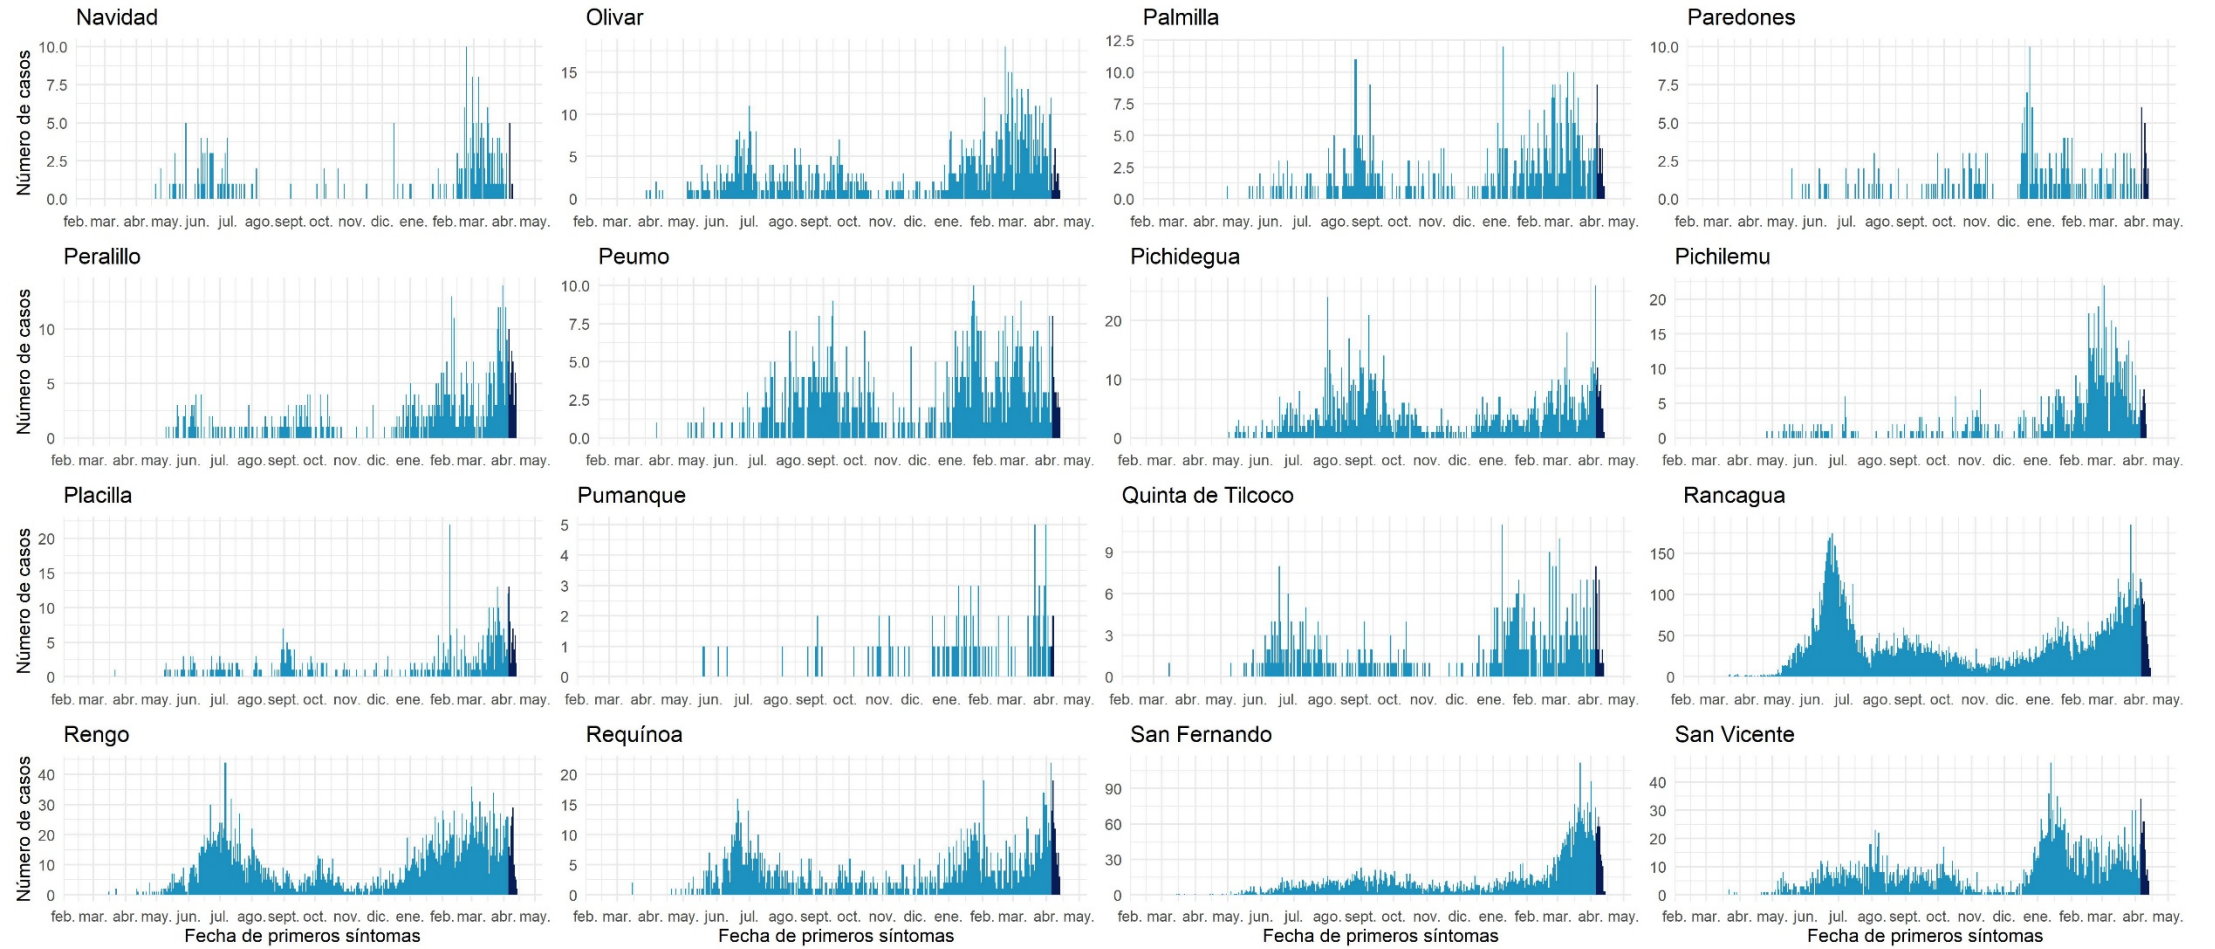 Navidad
Olivar
Palmilla
Paredones
Número de casos
10.0
7.5
5.0
2.5
0.0
15
10
5
0
12.5
10.0
7.5
5.0
2.5
0.0
10.0
7.5
5.0
2.5
0.0
feb. mar. abr. may. jun. jul. ago. sept. oct. nov. dic. ene. feb. mar. abr. may.
feb. mar. abr. may. jun. jul. ago. sept. oct. nov. dic. ene. feb. mar. abr. may.
feb. mar. abr. may. jun. jul. ago. sept. oct. nov. dic. ene. feb. mar. abr. may.
feb. mar. abr. may. jun. jul. ago. sept. oct. nov. dic. ene. feb. mar. abr. may.
Peralillo
Peumo
Pichidegua
Pichilemu
Número de casos
10
5
0
10.0
7.5
5.0
2.5
0.0
20
10
0
20
15
10
5
0
feb. mar. abr. may. jun. jul. ago. sept. oct. nov. dic. ene. feb. mar. abr. may.
feb. mar. abr. may. jun. jul. ago. sept. oct. nov. dic. ene. feb. mar. abr. may.
feb. mar. abr. may. jun. jul. ago. sept. oct. nov. dic. ene. feb. mar. abr. may.
feb. mar. abr. may. jun. jul. ago. sept. oct. nov. dic. ene. feb. mar. abr. may.
Placilla
Pumanque
Quinta de Tilcoco
Rancagua
Número de casos
20
15
10
5
0
5
4
3
2
1
0
9
6
3
0
150
100
50
0
feb. mar. abr. may. jun. jul. ago. sept. oct. nov. dic. ene. feb. mar. abr. may.
feb. mar. abr. may. jun. jul. ago. sept. oct. nov. dic. ene. feb. mar. abr. may.
feb. mar. abr. may. jun. jul. ago. sept. oct. nov. dic. ene. feb. mar. abr. may.
feb. mar. abr. may. jun. jul. ago. sept. oct. nov. dic. ene. feb. mar. abr. may.
Rengo
Requínoa
San Fernando
San Vicente
Número de casos
40
30
20
10
0
20
15
10
5
0
90
60
30
0
40
30
20
10
0
feb. mar. abr. may. jun. jul. ago. sept. oct. nov. dic. ene. feb. mar. abr. may.
feb. mar. abr. may. jun. jul. ago. sept. oct. nov. dic. ene. feb. mar. abr. may.
feb. mar. abr. may. jun. jul. ago. sept. oct. nov. dic. ene. feb. mar. abr. may.
feb. mar. abr. may. jun. jul. ago. sept. oct. nov. dic. ene. feb. mar. abr. may.
Fecha de primeros síntomas
Fecha de primeros síntomas
Fecha de primeros síntomas
Fecha de primeros síntomas